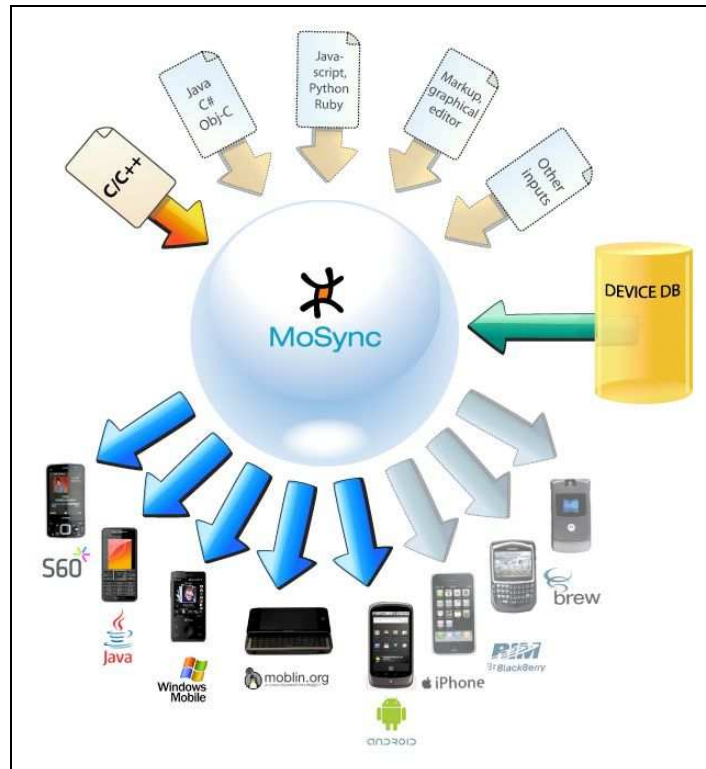 C/C++
Java
C#
Obj-C
Java-
script,
Python
Ruby
Markup,
graphical
editor
Other
inputs
MoSync
DEVICE DB
S60
Java
Windows
Mobile
moblin.org
ANDROID
iPhone
RIM
BlackBerry
brew